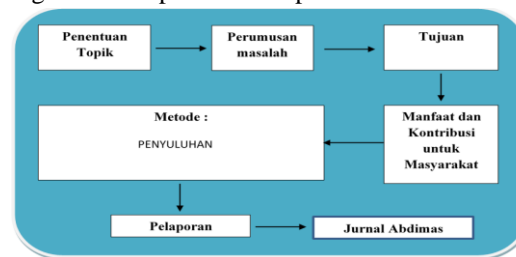 Penentuan
Topik
Perumusan
masalah
Tujuan
Manfaat dan
Kontribusi
untuk
Masyarakat
Metode :
PENYULUHAN
Pelaporan
Jurnal Abdimas